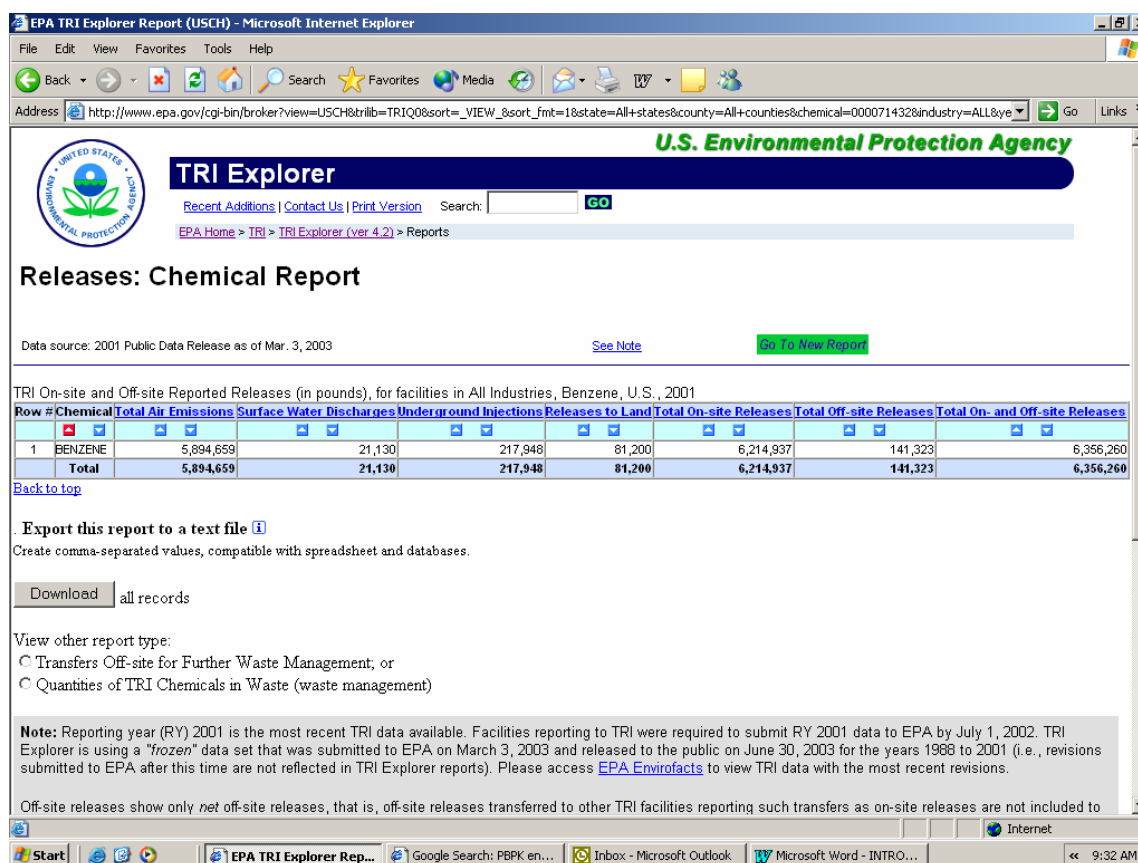 EPA TRI Explorer Report (USCH) - Microsoft Internet Explorer
File Edit View Favorites Tools Help
Back Search Favorites Media
Address http://www.epa.gov/cgi-bin/broker?view=USCH&trilib=TRIQ0&sort=_VIEW_&sort_fmt=1&state=All+states&county=All+counties&chemical=000071432&industry=ALL&ye Go Links
U.S. Environmental Protection Agency
UNITED STATES ENVIRONMENTAL PROTECTION AGENCY
TRI Explorer
Recent Additions | Contact Us | Print Version Search: GO
EPA Home > TRI > TRI Explorer (ver 4.2) > Reports
Releases: Chemical Report
Data source: 2001 Public Data Release as of Mar. 3, 2003 See Note Go To New Report
TRI On-site and Off-site Reported Releases (in pounds), for facilities in All Industries, Benzene, U.S., 2001
Row # Chemical Total Air Emissions Surface Water Discharges Underground Injections Releases to Land Total On-site Releases Total Off-site Releases Total On- and Off-site Releases
1 BENZENE 5,894,659 21,130 217,948 81,200 6,214,937 141,323 6,356,260
Total 5,894,659 21,130 217,948 81,200 6,214,937 141,323 6,356,260
Back to top
. Export this report to a text file i
Create comma-separated values, compatible with spreadsheet and databases.
Download all records
View other report type:
Transfers Off-site for Further Waste Management; or
Quantities of TRI Chemicals in Waste (waste management)
Note: Reporting year (RY) 2001 is the most recent TRI data available. Facilities reporting to TRI were required to submit RY 2001 data to EPA by July 1, 2002. TRI
Explorer is using a "frozen" data set that was submitted to EPA on March 3, 2003 and released to the public on June 30, 2003 for the years 1988 to 2001 (i.e., revisions
submitted to EPA after this time are not reflected in TRI Explorer reports). Please access EPA Envirofacts to view TRI data with the most recent revisions.
Off-site releases show only net off-site releases, that is, off-site releases transferred to other TRI facilities reporting such transfers as on-site releases are not included to
Internet
Start EPA TRI Explorer Rep... Google Search: PBPK en... Inbox - Microsoft Outlook Microsoft Word - INTRO... « 9:32 AM